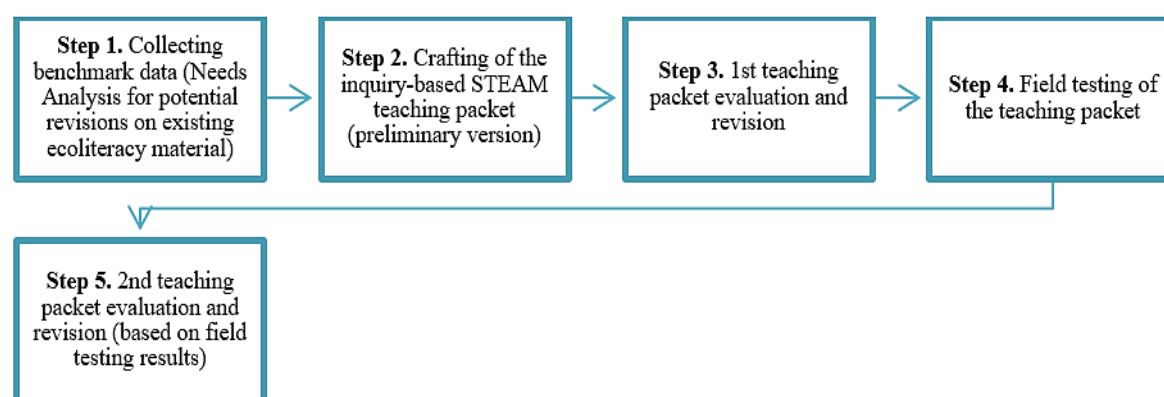 Step 1. Collecting
benchmark data (Needs
Analysis for potential
revisions on existing
ecoliteracy material)
Step 2. Crafting of the
inquiry-based STEAM
teaching packet
(preliminary version)
Step 3. 1st teaching
packet evaluation and
revision
Step 4. Field testing of
the teaching packet
Step 5. 2nd teaching
packet evaluation and
revision (based on field
testing results)